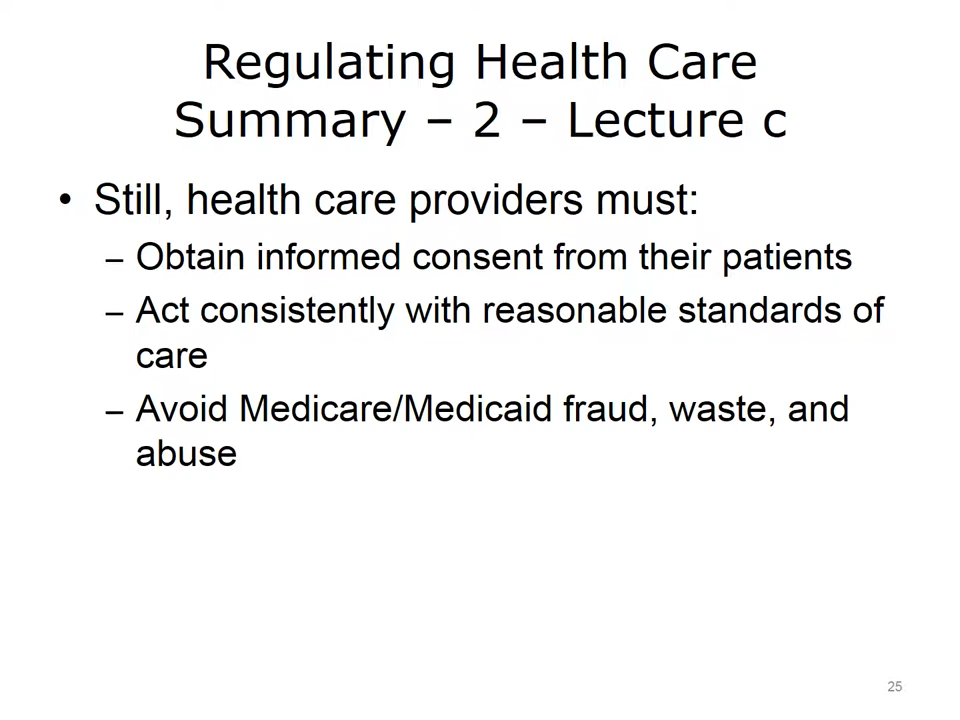 Regulating Health Care
Summary – 2 – Lecture c
• Still, health care providers must:
– Obtain informed consent from their patients
– Act consistently with reasonable standards of
care
– Avoid Medicare/Medicaid fraud, waste, and
abuse
25